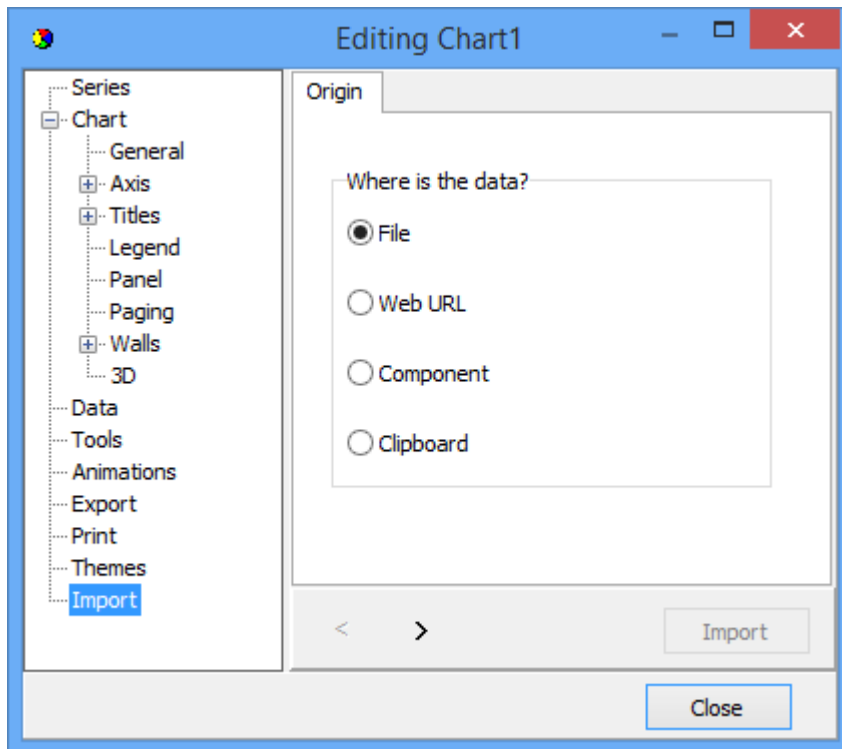 Editing Chart1
Series
Chart
General
Axis
Titles
Legend
Panel
Paging
Walls
3D
Data
Tools
Animations
Export
Print
Themes
Import
Origin
Where is the data?
File
Web URL
Component
Clipboard
< >
Import
Close